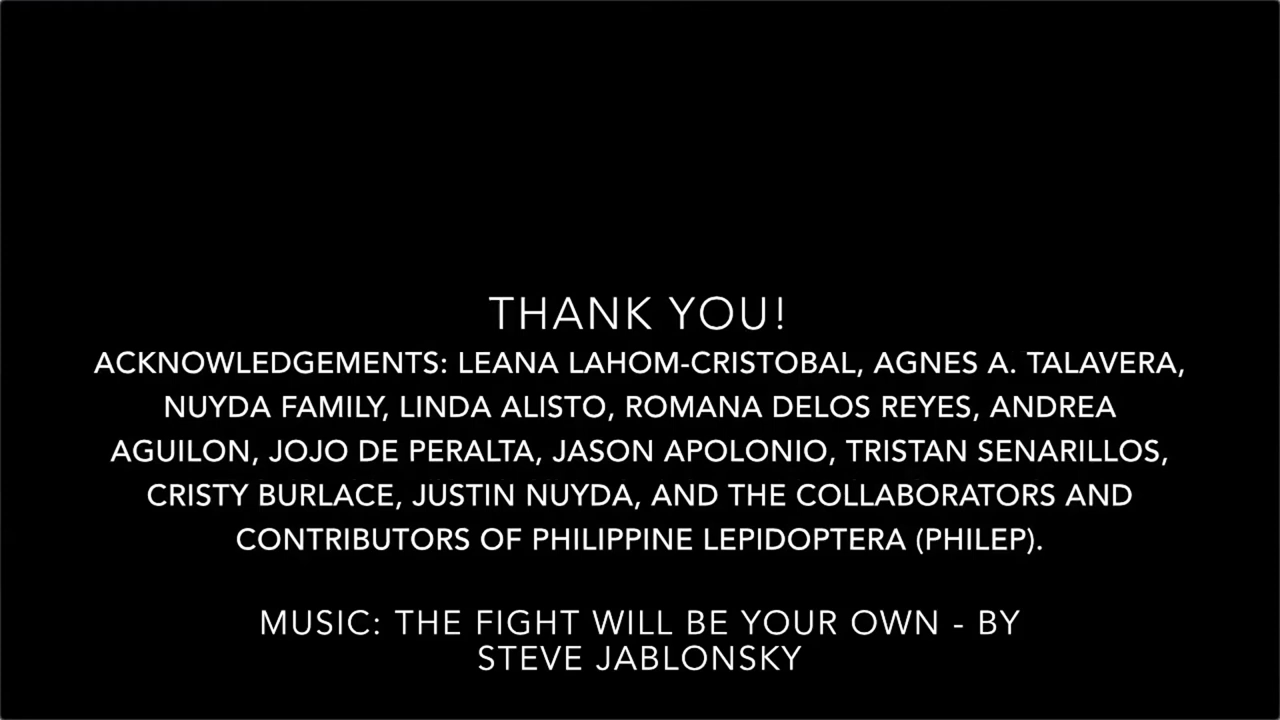 THANK YOU!
ACKNOWLEDGEMENTS: LEANA LAHOM-CRISTOBAL, AGNES A. TALAVERA,
NUYDA FAMILY, LINDA ALISTO, ROMANA DELOS REYES, ANDREA
AGUILON, JOJO DE PERALTA, JASON APOLONIO, TRISTAN SENARILLOS,
CRISTY BURLACE, JUSTIN NUYDA, AND THE COLLABORATORS AND
CONTRIBUTORS OF PHILIPPINE LEPIDOPTERA (PHILEP).
MUSIC: THE FIGHT WILL BE YOUR OWN - BY
STEVE JABLONSKY